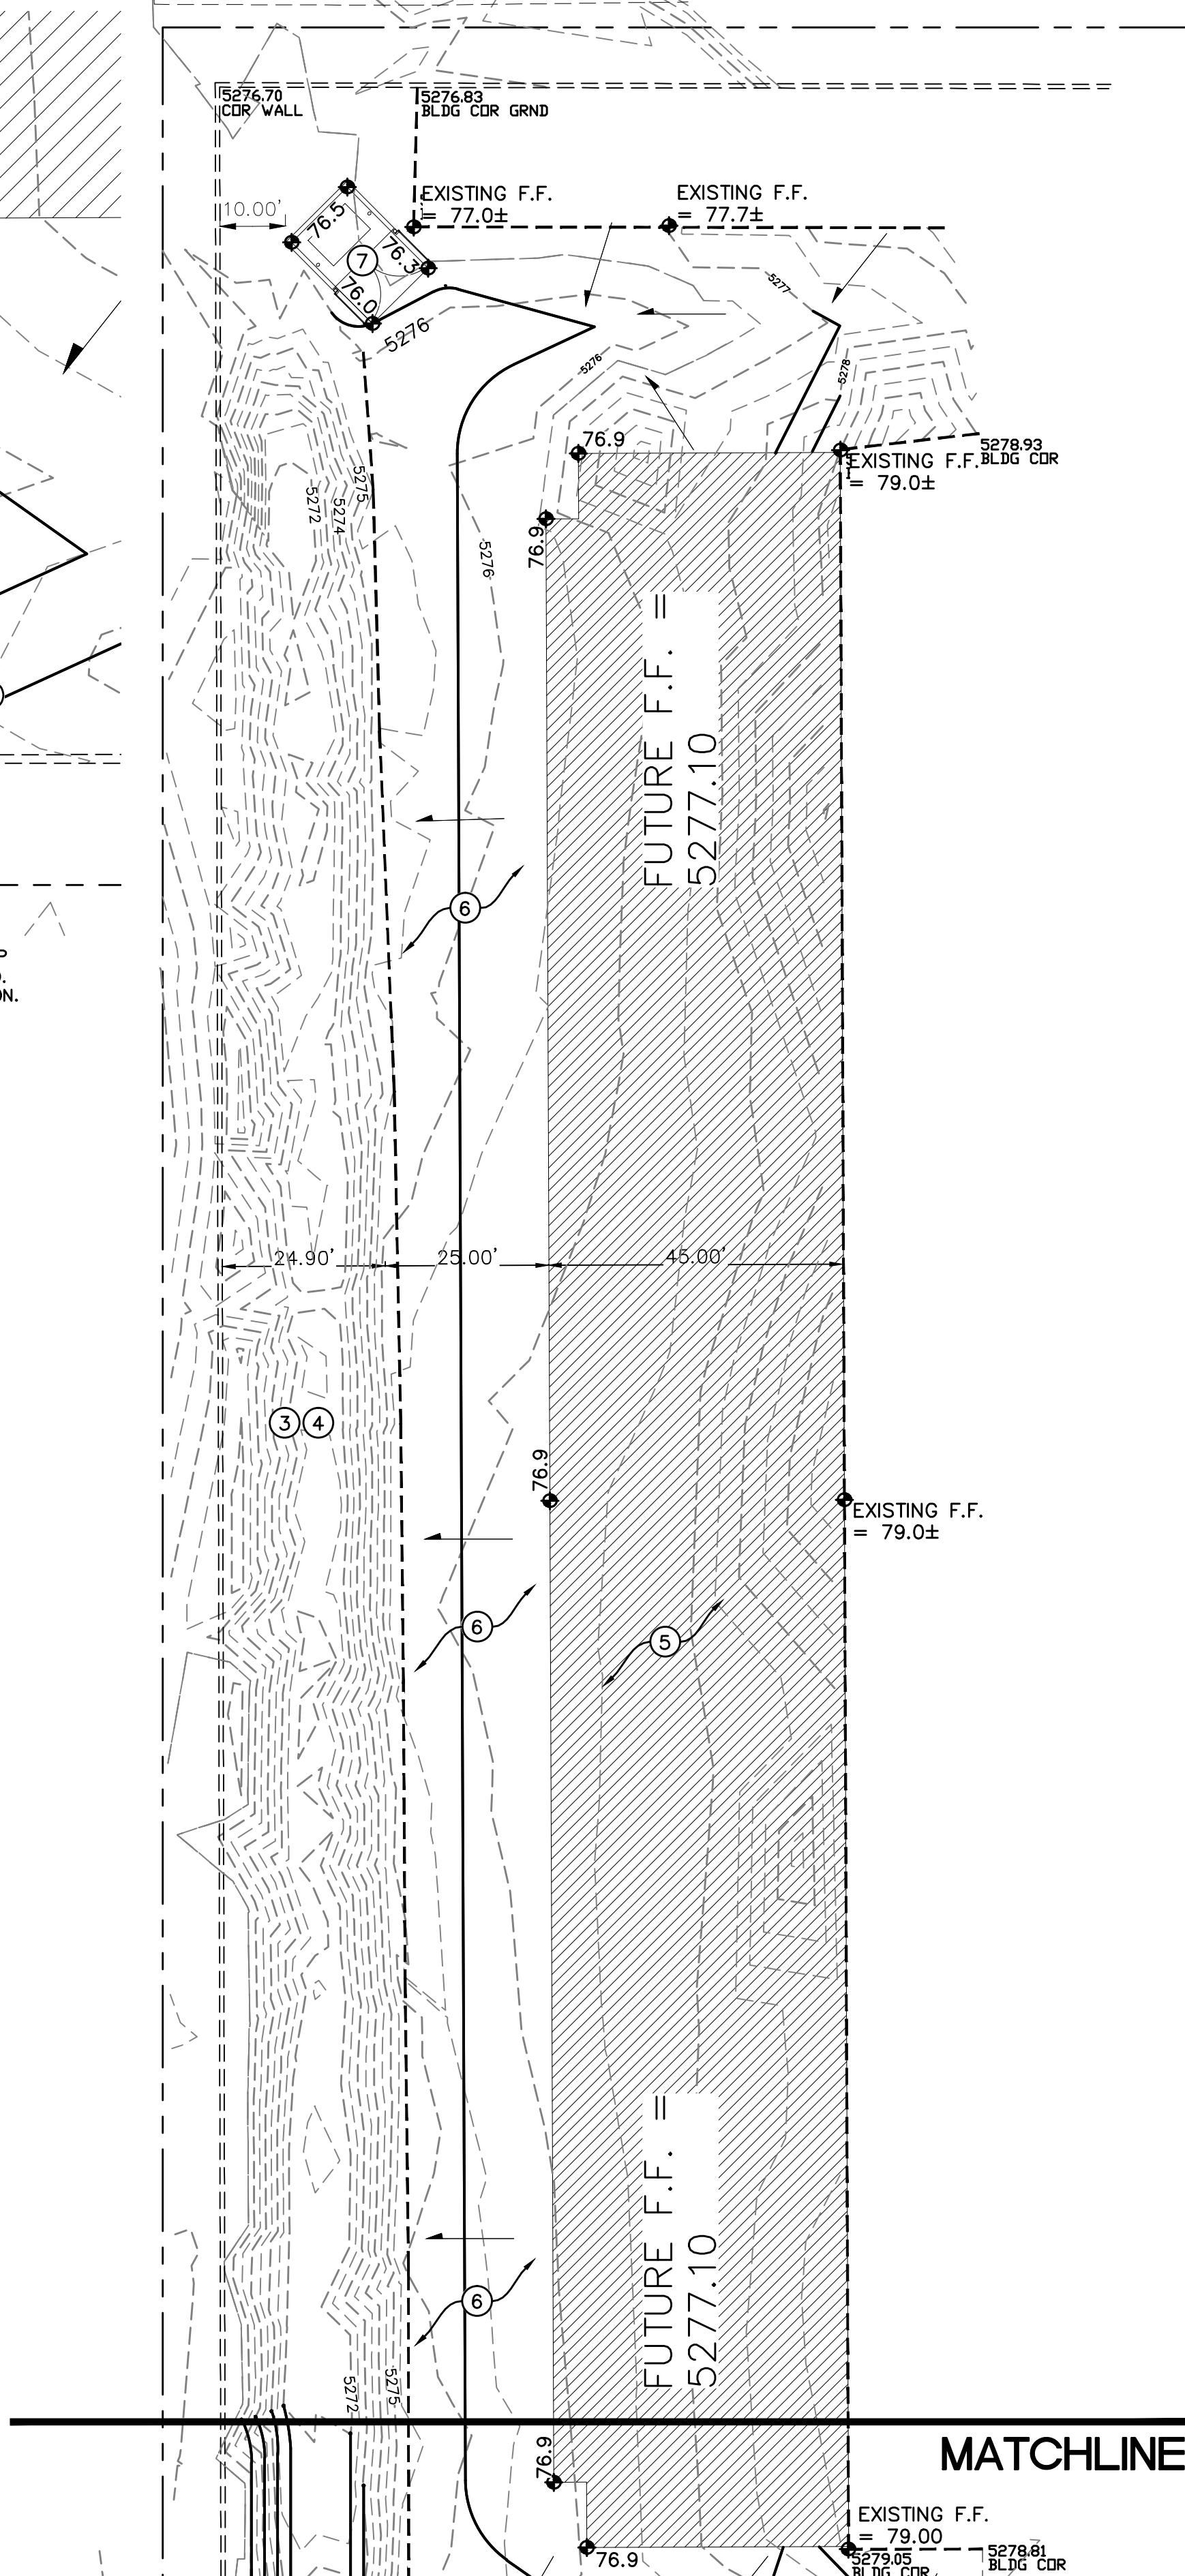 5276.70
COR WALL
5276.83
BLDG COR GRND
EXISTING F.F.
= 77.0±
EXISTING F.F.
= 77.7±
10.00'
76.5
76.3
7
76.0
5276
5277
5276
5278
76.9
5278.93
BLDG COR
EXISTING F.F.
= 79.0±
5275
5272
5274
76.9
5276
FUTURE F.F. =
5277.10
6
ON.
24.90'
25.00'
45.00'
3
4
76.9
EXISTING F.F.
= 79.0±
6
5
FUTURE F.F. =
5277.10
6
5272
5275
MATCHLINE
76.9
EXISTING F.F.
= 79.00
76.9
5279.05
BLDG COR
5278.81
BLDG COR